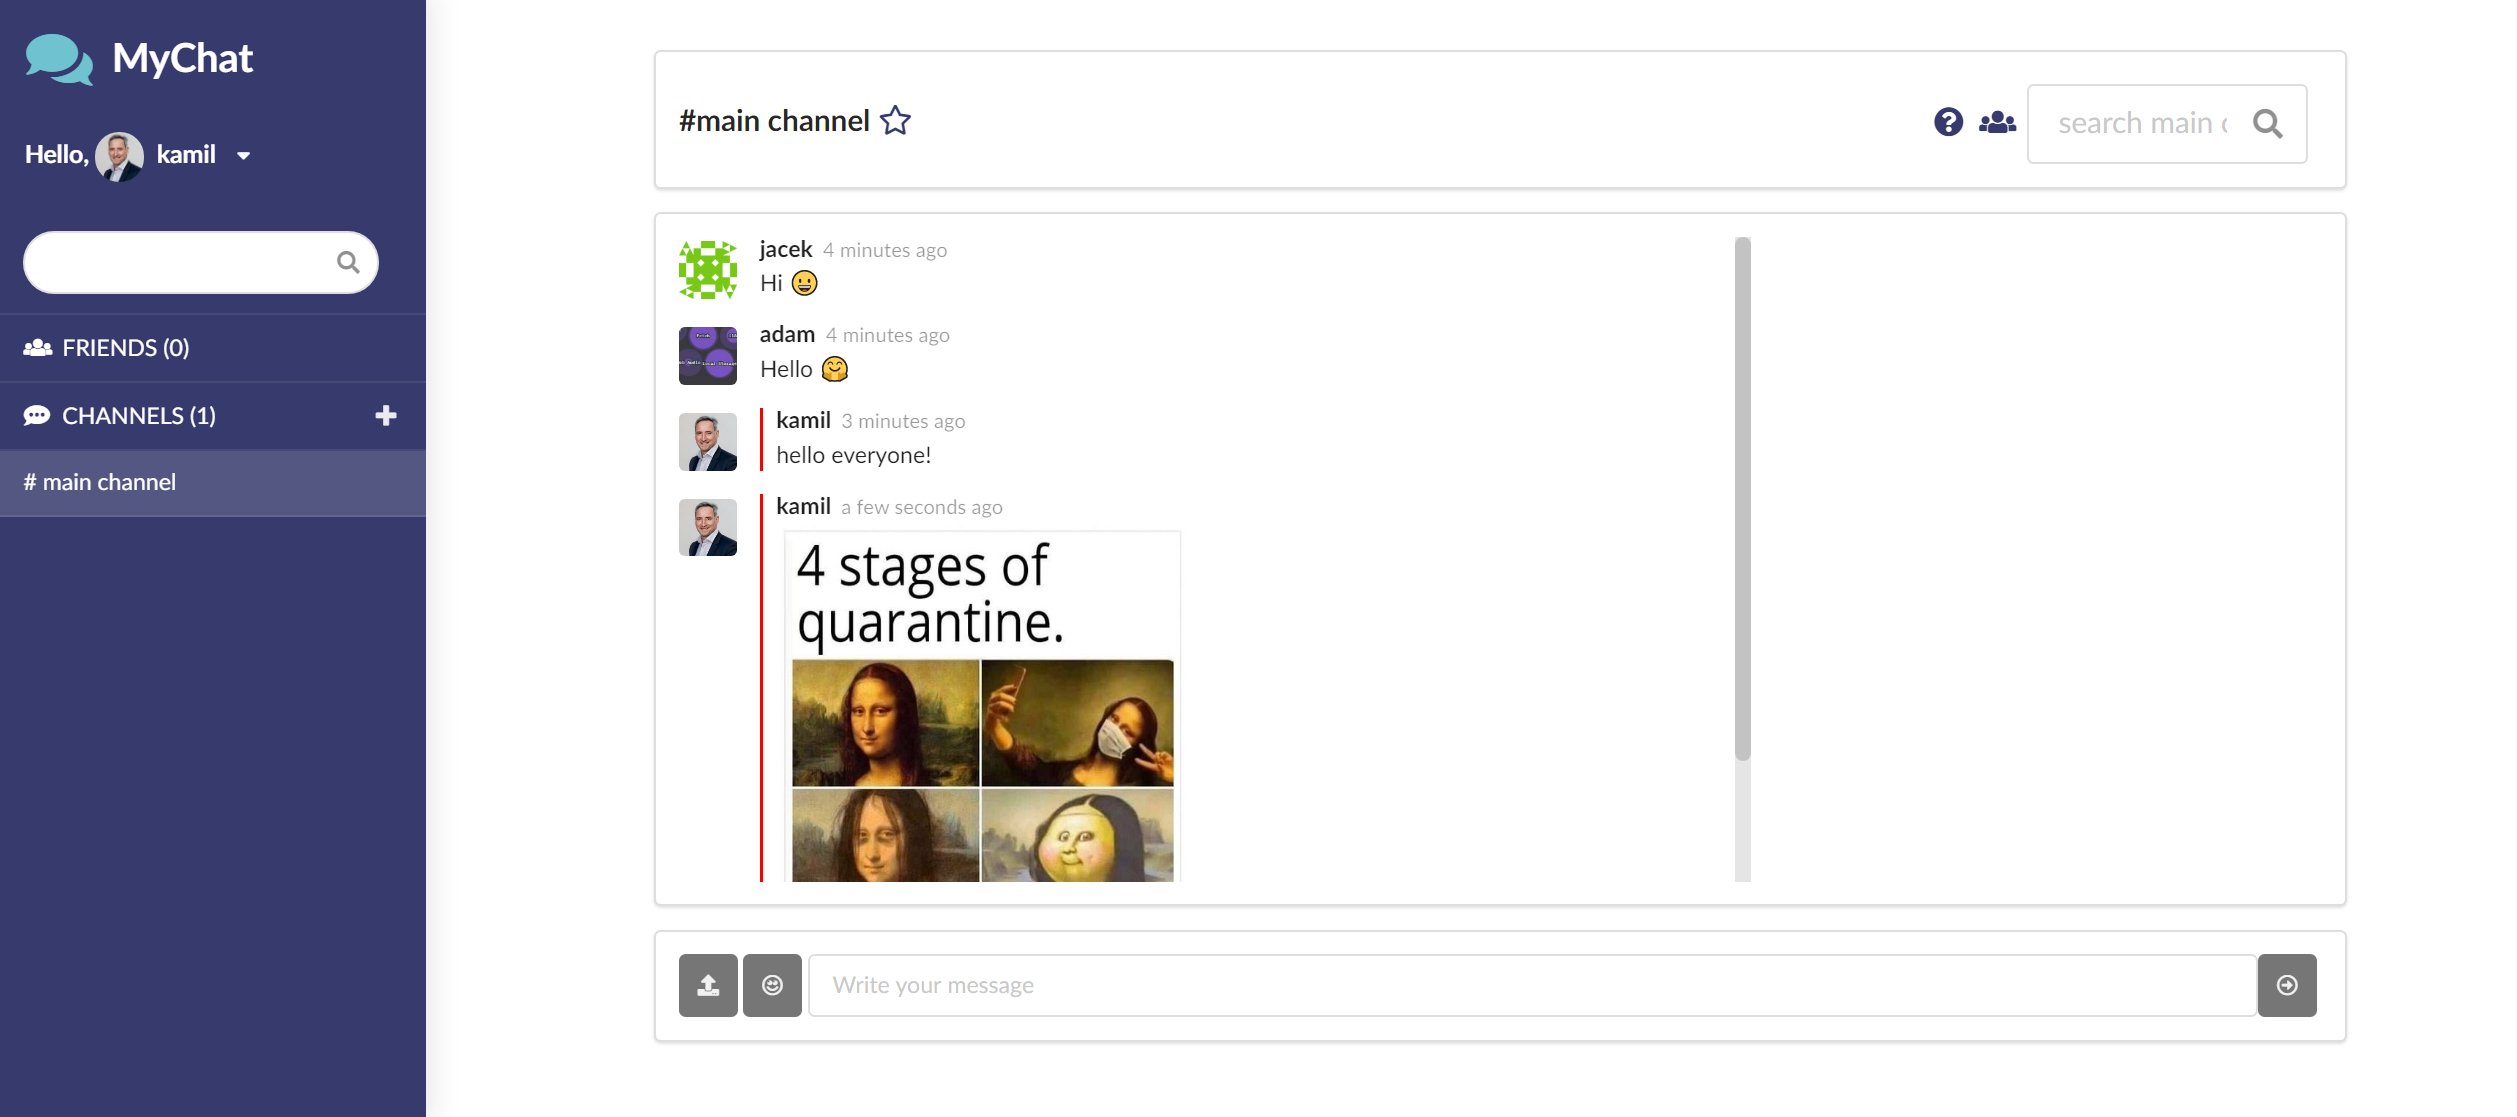 MyChat
Hello, kamil
FRIENDS (0)
CHANNELS (1)
# main channel
#main channel
search main
jacek 4 minutes ago
Hi 😀
adam 4 minutes ago
Hello 🤗
kamil 3 minutes ago
hello everyone!
kamil a few seconds ago
4 stages of
quarantine.
Write your message